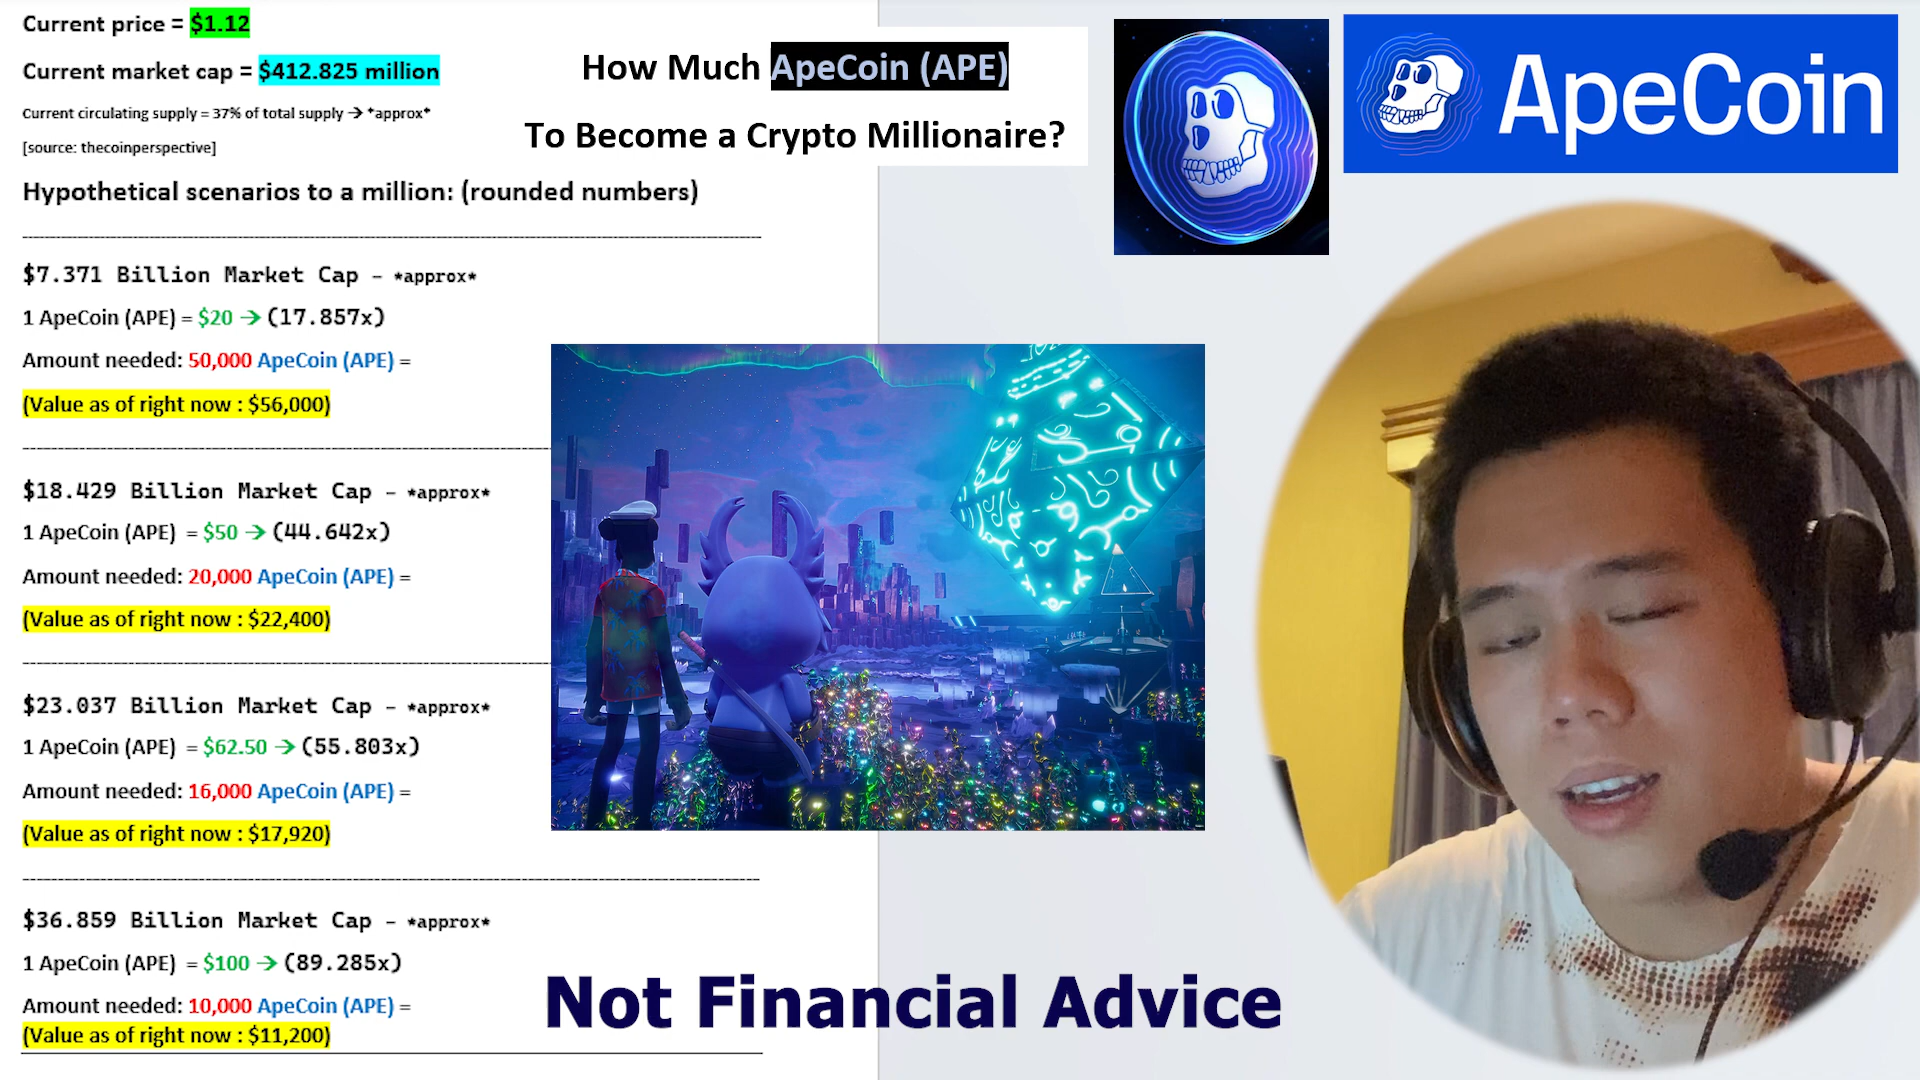 Current price = $1.12
Current market cap = $412.825 million
Current circulating supply = 37% of total supply → *approx*
[source: thecoinperspective]
Hypothetical scenarios to a million: (rounded numbers)
How Much ApeCoin (APE)
To Become a Crypto Millionaire?
ApeCoin
$7.371 Billion Market Cap – *approx*
1 ApeCoin (APE) = $20 → (17.857x)
Amount needed: 50,000 ApeCoin (APE) =
(Value as of right now : $56,000)
$18.429 Billion Market Cap – *approx*
1 ApeCoin (APE) = $50 → (44.642x)
Amount needed: 20,000 ApeCoin (APE) =
(Value as of right now : $22,400)
$23.037 Billion Market Cap – *approx*
1 ApeCoin (APE) = $62.50 → (55.803x)
Amount needed: 16,000 ApeCoin (APE) =
(Value as of right now : $17,920)
$36.859 Billion Market Cap – *approx*
1 ApeCoin (APE) = $100 → (89.285x)
Amount needed: 10,000 ApeCoin (APE) =
(Value as of right now : $11,200)
Not Financial Advice